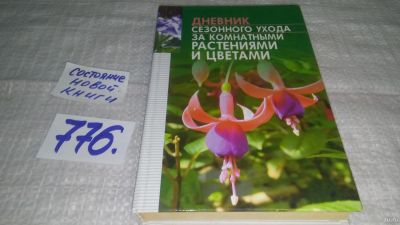 ДНЕВНИК
СЕЗОННОГО УХОДА
ЗА КОМНАТНЫМИ
РАСТЕНИЯМИ
И ЦВЕТАМИ
Состояние
новой
книги
776.